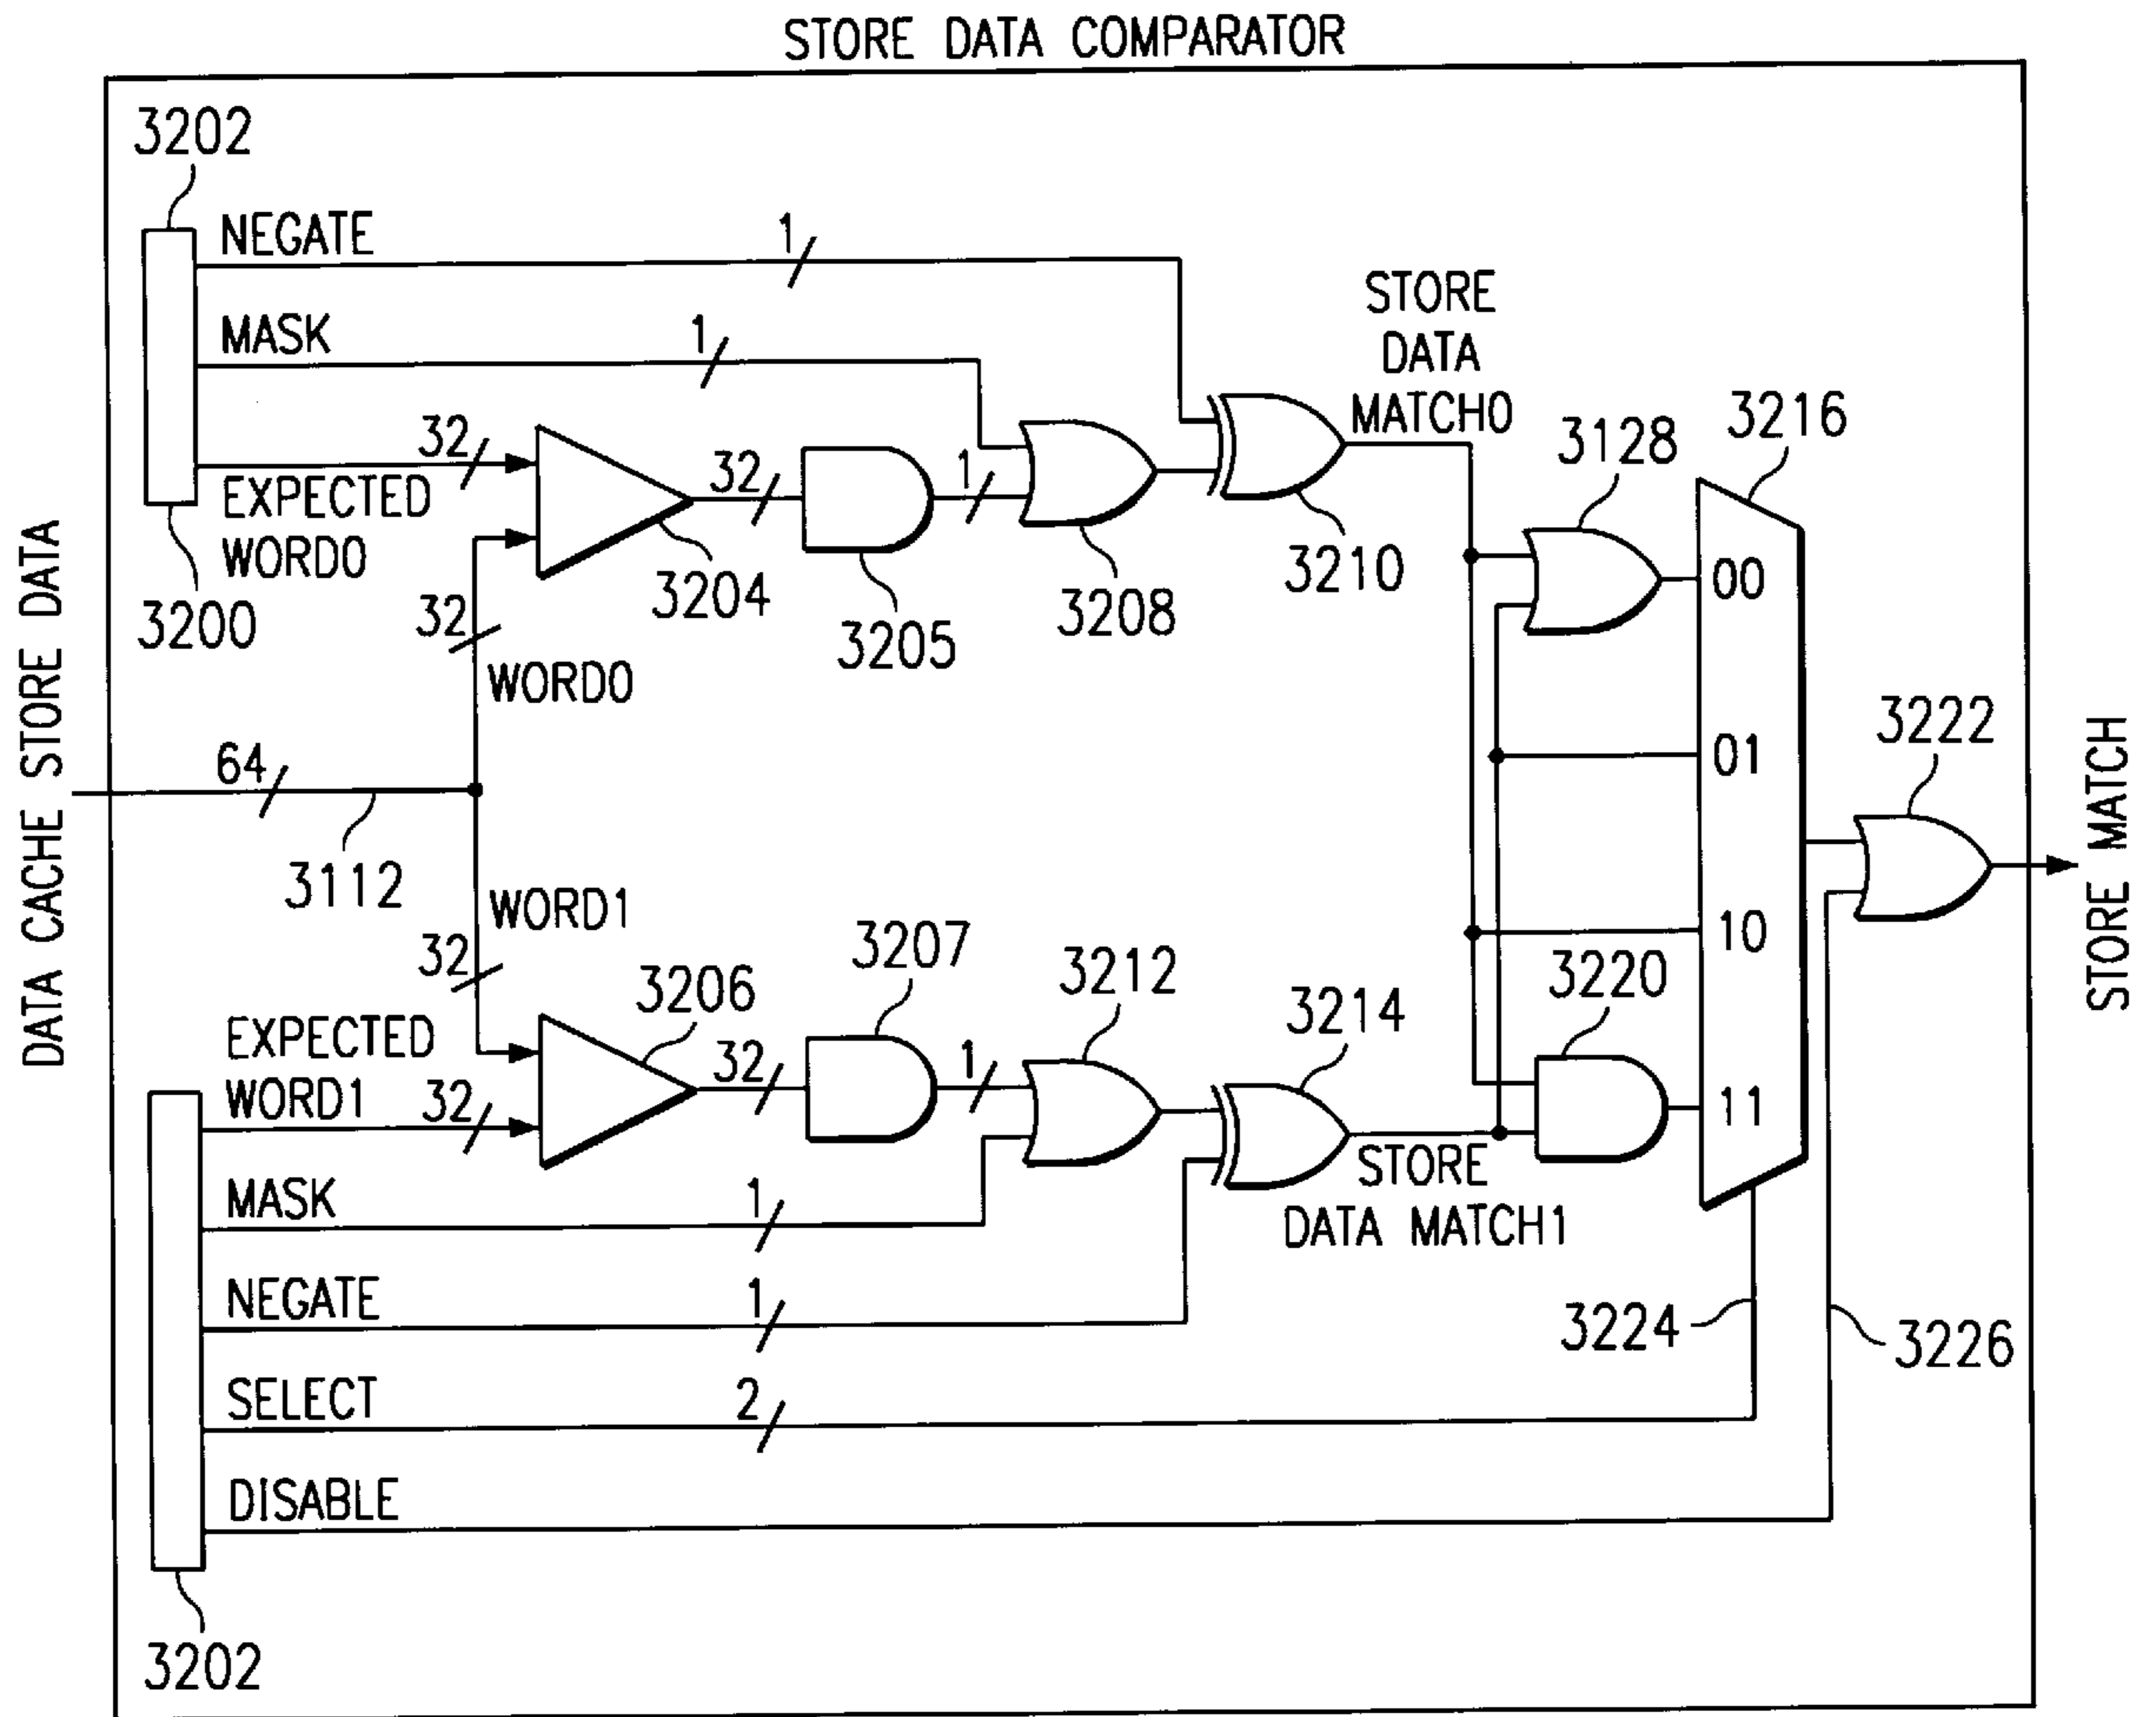 STORE DATA COMPARATOR
3202
NEGATE
1
MASK
1
STORE
DATA
MATCH0
3216
3128
32
EXPECTED
WORD0
32
1
3204
3205
3208
3210
00
3200
32
WORD0
DATA CACHE STORE DATA
64
3112
01
3222
STORE MATCH
WORD1
32
3206
3207
3212
3214
10
3220
EXPECTED
WORD1
32
32
1
11
STORE
DATA MATCH1
MASK
1
NEGATE
1
3224
3226
SELECT
2
DISABLE
3202